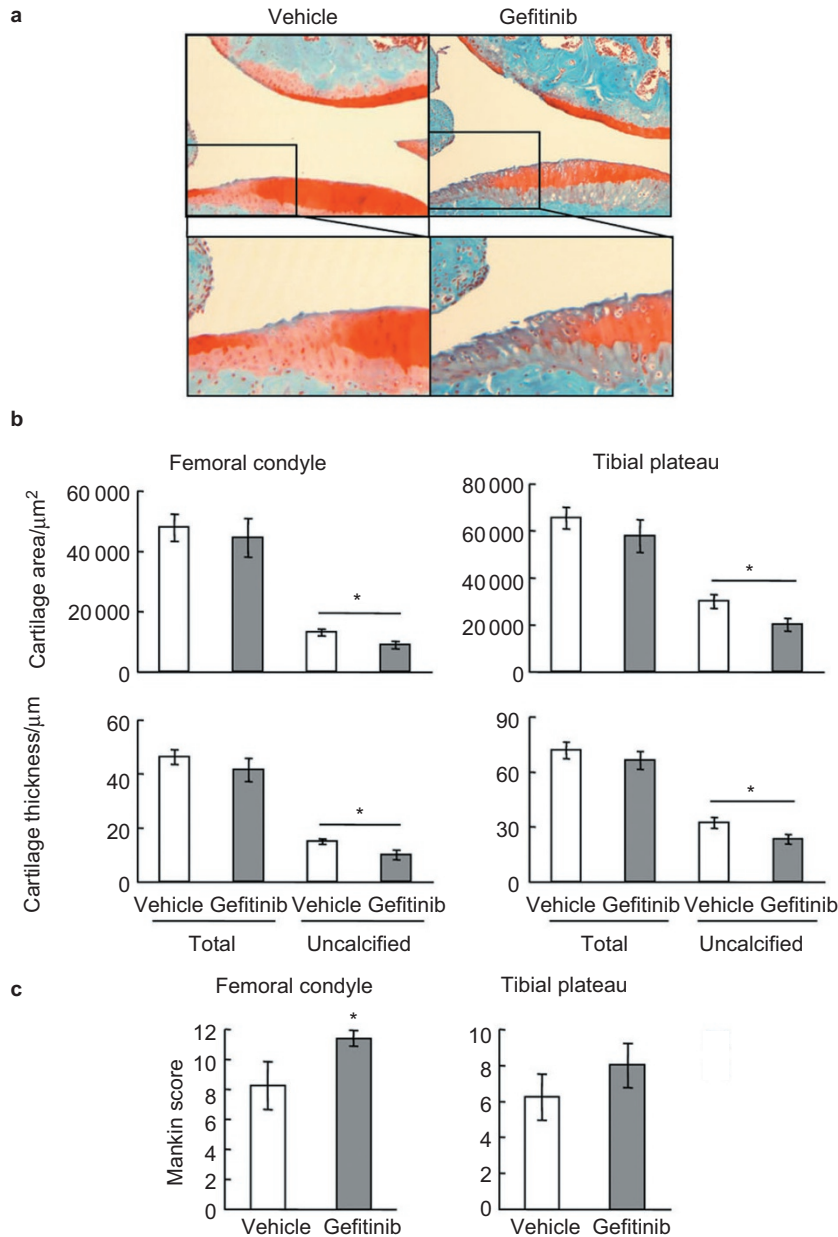 a
Vehicle Gefitinib
b
Femoral condyle Tibial plateau
Cartilage area/μm²
60 000
40 000
20 000
0
*
80 000
60 000
40 000
20 000
0
*
Cartilage thickness/μm
60
40
20
0
*
90
60
30
0
*
Vehicle Gefitinib Vehicle Gefitinib Vehicle Gefitinib Vehicle Gefitinib
Total Uncalcified Total Uncalcified
c
Femoral condyle Tibial plateau
Mankin score
12
10
8
6
4
2
0
*
10
8
6
4
2
0
Vehicle Gefitinib Vehicle Gefitinib